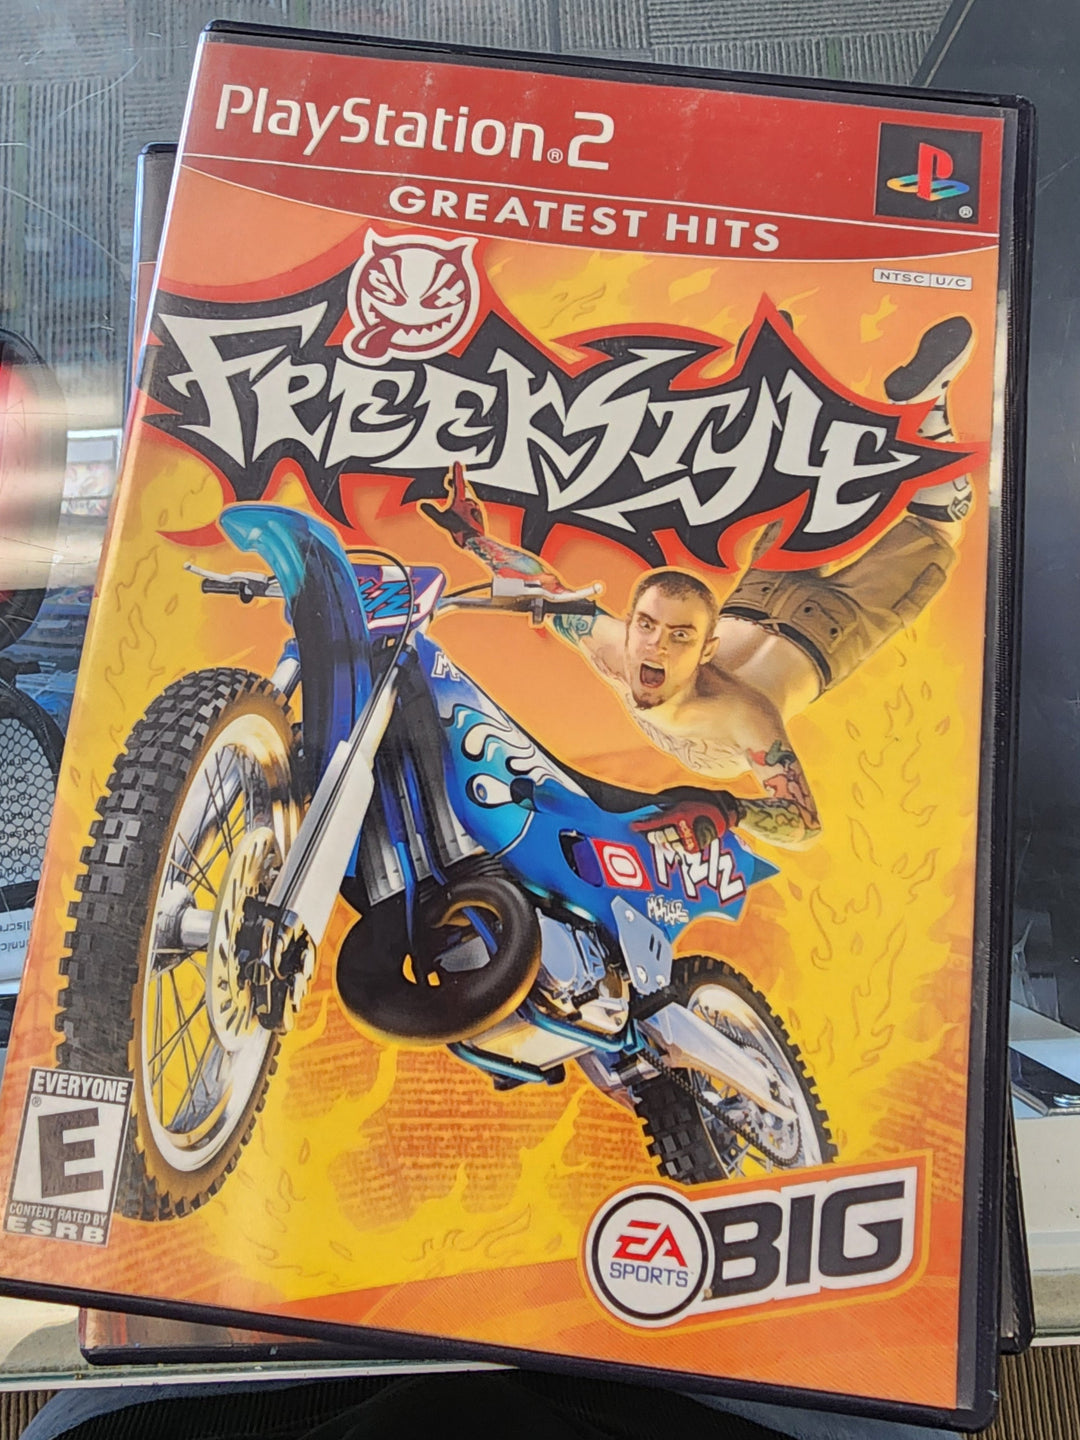 PlayStation®2
GREATEST HITS
NTSC U/C
FREEKSTYLE
EVERYONE
E
CONTENT RATED BY
ESRB
EA
SPORTS
BIG